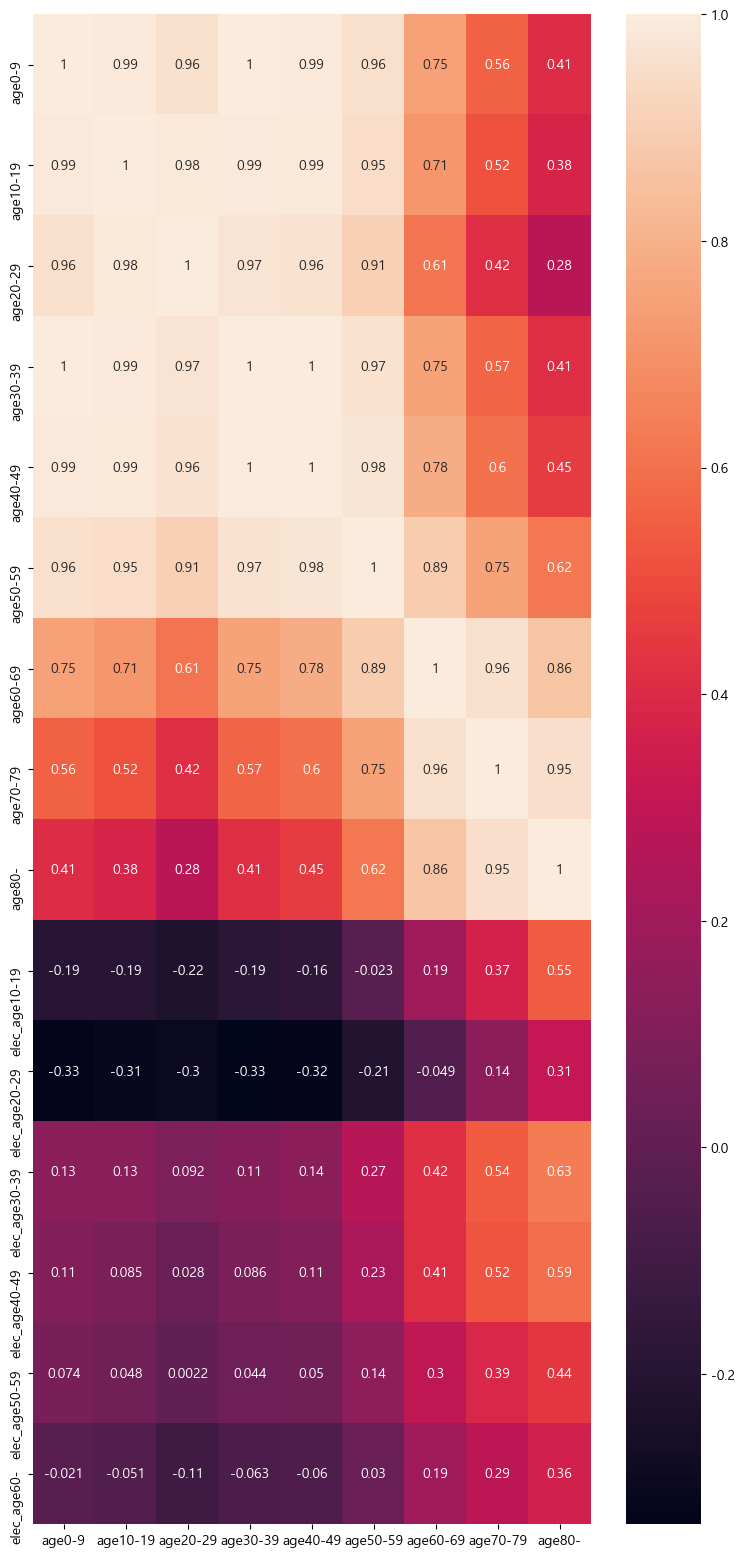 age0-9 1 0.99 0.96 1 0.99 0.96 0.75 0.56 0.41
age10-19 0.99 1 0.98 0.99 0.99 0.95 0.71 0.52 0.38
age20-29 0.96 0.98 1 0.97 0.96 0.91 0.61 0.42 0.28
age30-39 1 0.99 0.97 1 1 0.97 0.75 0.57 0.41
age40-49 0.99 0.99 0.96 1 1 0.98 0.78 0.6 0.45
age50-59 0.96 0.95 0.91 0.97 0.98 1 0.89 0.75 0.62
age60-69 0.75 0.71 0.61 0.75 0.78 0.89 1 0.96 0.86
age70-79 0.56 0.52 0.42 0.57 0.6 0.75 0.96 1 0.95
age80- 0.41 0.38 0.28 0.41 0.45 0.62 0.86 0.95 1
elec_age10-19 -0.19 -0.19 -0.22 -0.19 -0.16 -0.023 0.19 0.37 0.55
elec_age20-29 -0.33 -0.31 -0.3 -0.33 -0.32 -0.21 -0.049 0.14 0.31
elec_age30-39 0.13 0.13 0.092 0.11 0.14 0.27 0.42 0.54 0.63
elec_age40-49 0.11 0.085 0.028 0.086 0.11 0.23 0.41 0.52 0.59
elec_age50-59 0.074 0.048 0.0022 0.044 0.05 0.14 0.3 0.39 0.44
elec_age60- -0.021 -0.051 -0.11 -0.063 -0.06 0.03 0.19 0.29 0.36
age0-9 age10-19 age20-29 age30-39 age40-49 age50-59 age60-69 age70-79 age80-
1.0
0.8
0.6
0.4
0.2
0.0
-0.2